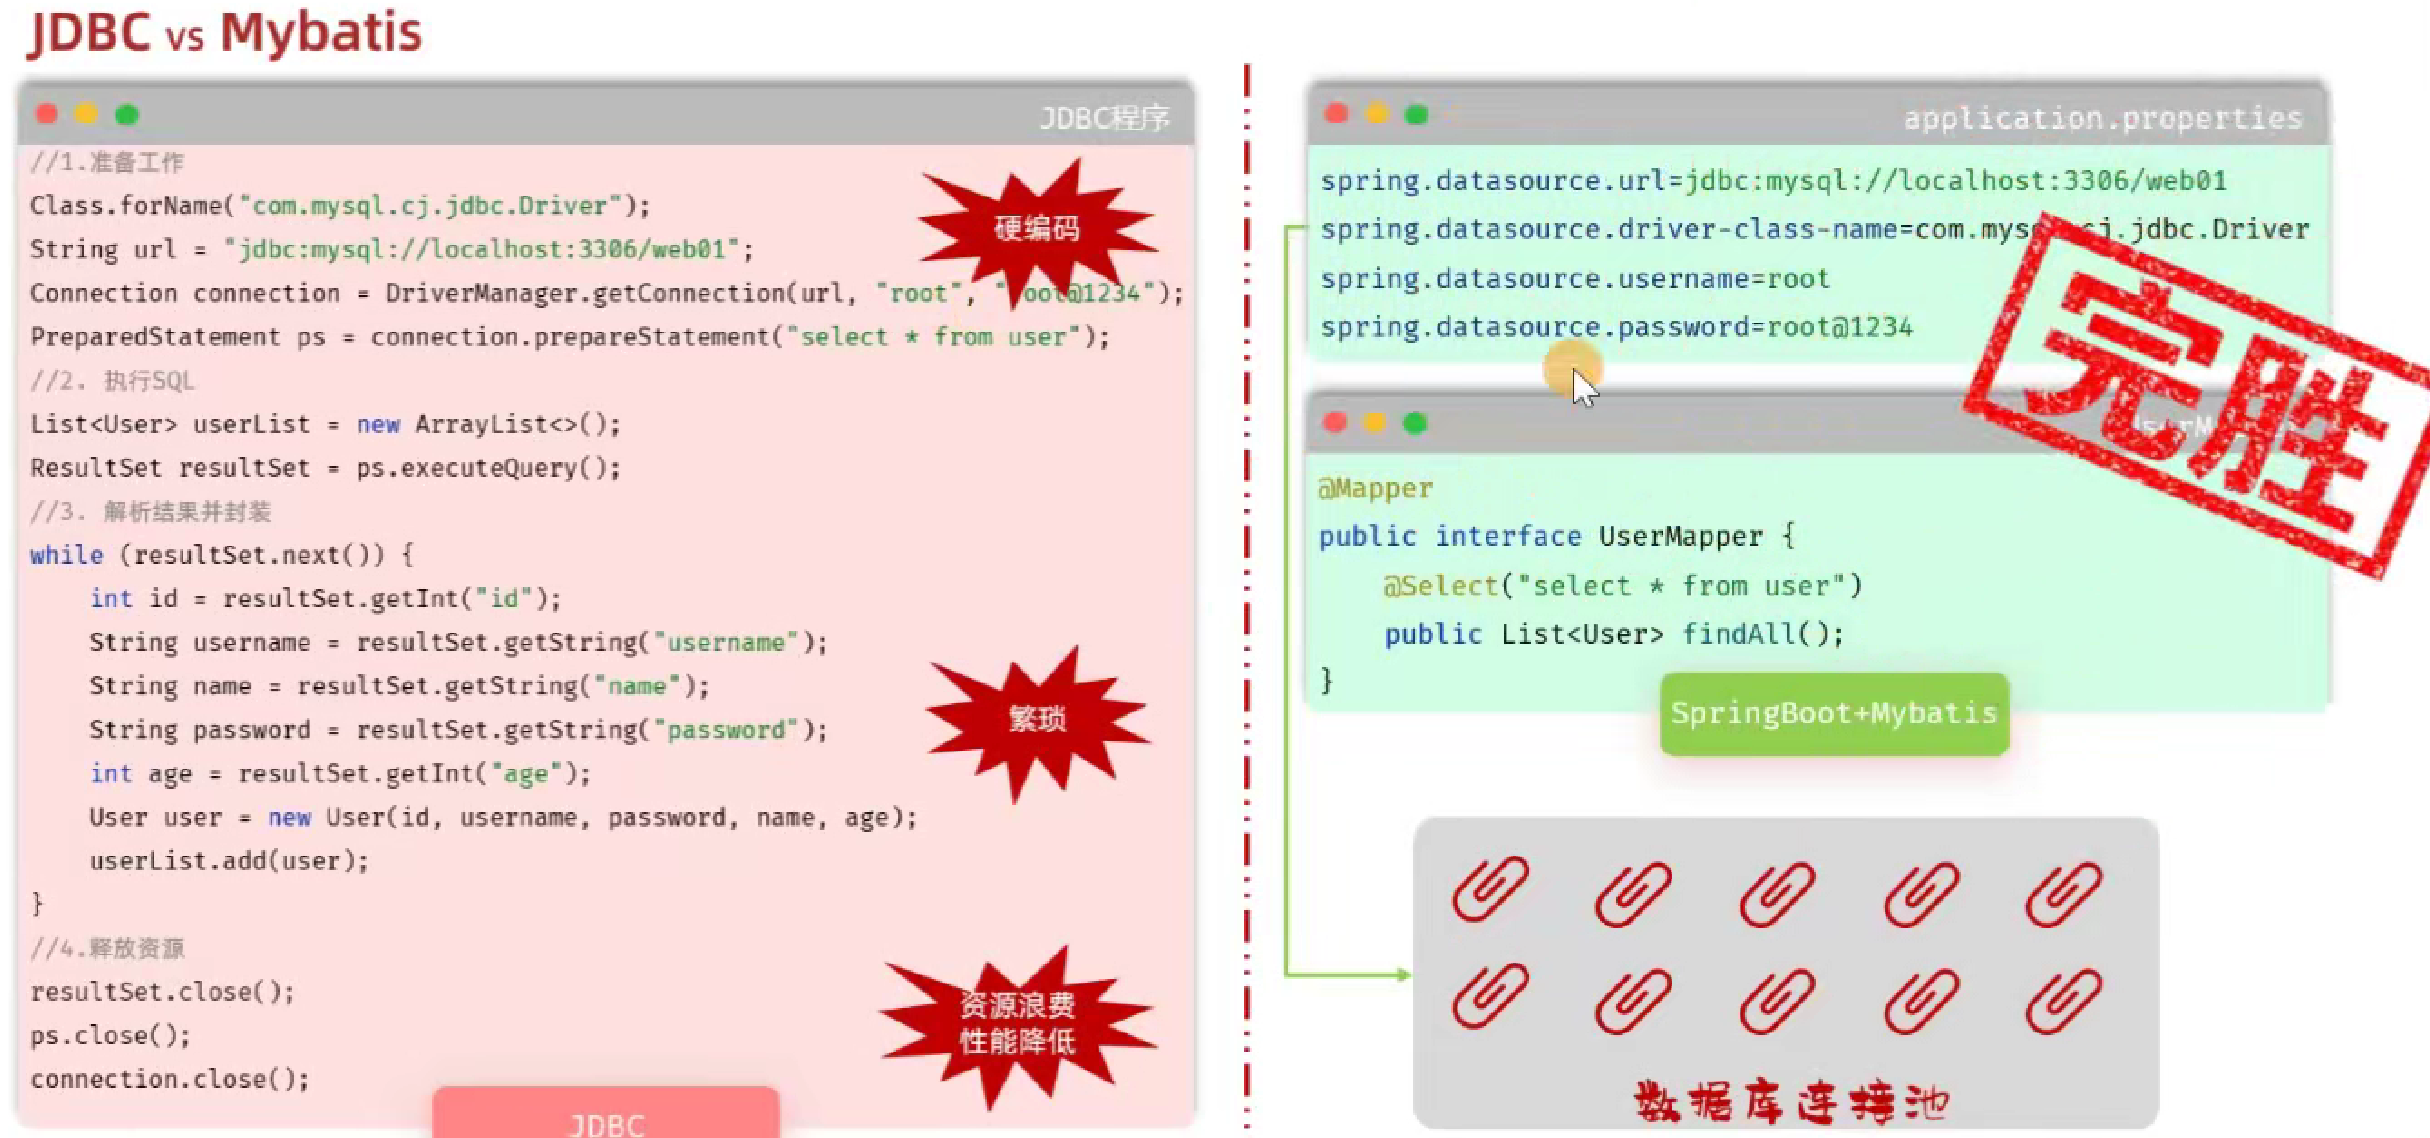 JDBC vs Mybatis
JDBC程序
//1.准备工作
Class.forName("com.mysql.cj.jdbc.Driver");
String url = "jdbc:mysql://localhost:3306/web01";
Connection connection = DriverManager.getConnection(url, "root", "root@1234");
PreparedStatement ps = connection.prepareStatement("select * from user");
//2. 执行SQL
List<User> userList = new ArrayList<>();
ResultSet resultSet = ps.executeQuery();
//3. 解析结果并封装
while (resultSet.next()) {
int id = resultSet.getInt("id");
String username = resultSet.getString("username");
String name = resultSet.getString("name");
String password = resultSet.getString("password");
int age = resultSet.getInt("age");
User user = new User(id, username, password, name, age);
userList.add(user);
}
//4.释放资源
resultSet.close();
ps.close();
connection.close();
硬编码
繁琐
资源浪费
性能降低
JDBC
application.properties
spring.datasource.url=jdbc:mysql://localhost:3306/web01
spring.datasource.driver-class-name=com.mysql.cj.jdbc.Driver
spring.datasource.username=root
spring.datasource.password=root@1234
完胜
@Mapper
public interface UserMapper {
@Select("select * from user")
public List<User> findAll();
}
SpringBoot+Mybatis
数据库连接池